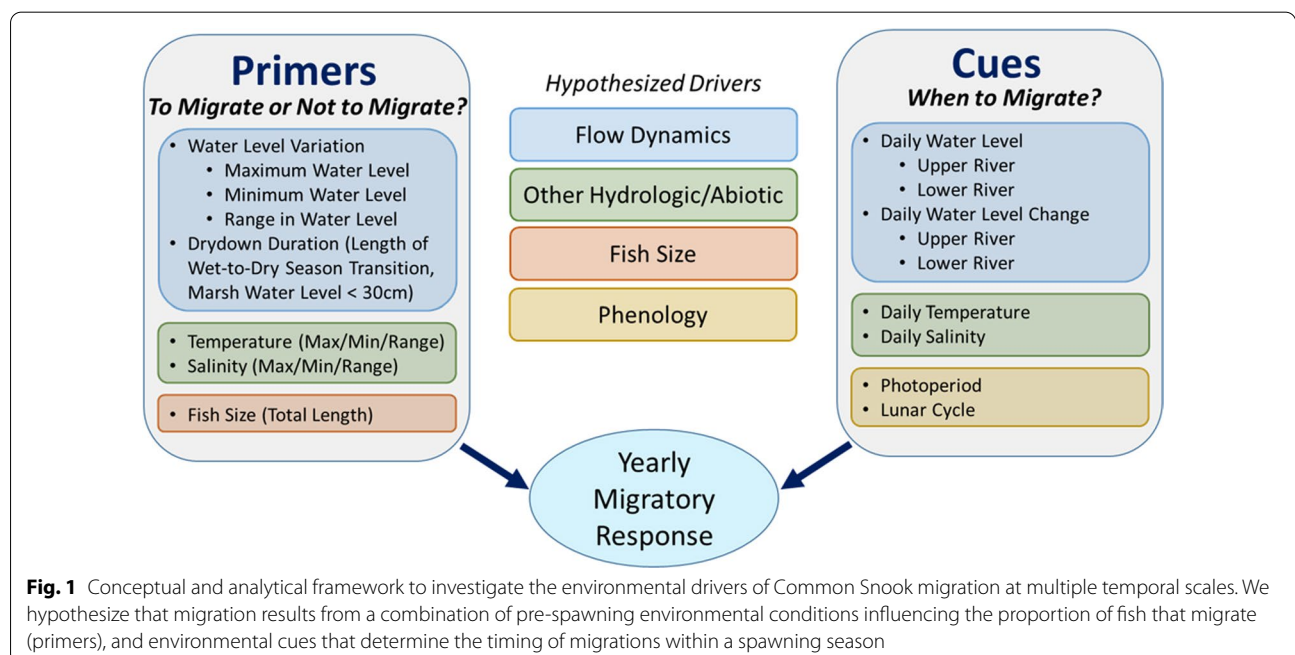 Primers
To Migrate or Not to Migrate?
• Water Level Variation
• Maximum Water Level
• Minimum Water Level
• Range in Water Level
• Drydown Duration (Length of
Wet-to-Dry Season Transition,
Marsh Water Level < 30cm)
• Temperature (Max/Min/Range)
• Salinity (Max/Min/Range)
• Fish Size (Total Length)
Hypothesized Drivers
Flow Dynamics
Other Hydrologic/Abiotic
Fish Size
Phenology
Cues
When to Migrate?
• Daily Water Level
• Upper River
• Lower River
• Daily Water Level Change
• Upper River
• Lower River
• Daily Temperature
• Daily Salinity
• Photoperiod
• Lunar Cycle
Yearly
Migratory
Response
Fig. 1 Conceptual and analytical framework to investigate the environmental drivers of Common Snook migration at multiple temporal scales. We
hypothesize that migration results from a combination of pre-spawning environmental conditions influencing the proportion of fish that migrate
(primers), and environmental cues that determine the timing of migrations within a spawning season